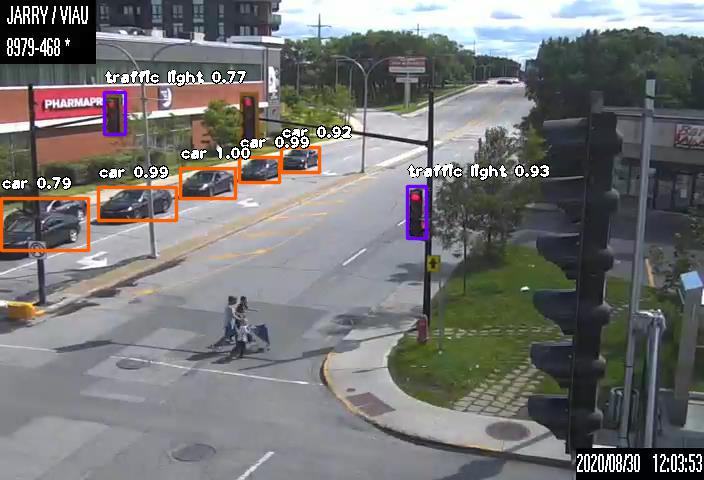 JARRY / VIAU
8979-468 *
traffic light 0.77
PHARMAPR
car 0.92
car 0.99
car 1.00
car 0.99
car 0.79
traffic light 0.93
2020/08/30 12:03:53